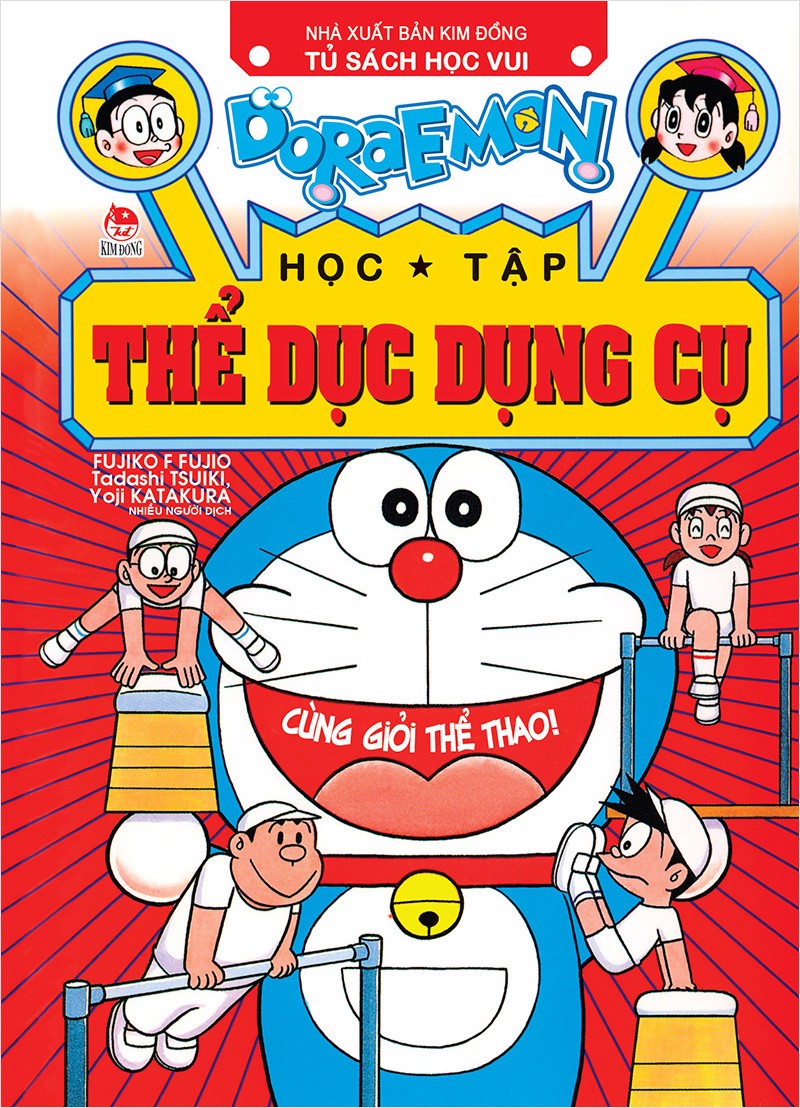 NHÀ XUẤT BẢN KIM ĐỒNG
TỦ SÁCH HỌC VUI
DORAEMON
KIM ĐỒNG
HỌC ★ TẬP
THỂ DỤC DỤNG CỤ
FUJIKO F FUJIO
Tadashi TSUIKI,
Yoji KATAKURA
NHIỀU NGƯỜI DỊCH
CÙNG GIỎI THỂ THAO!